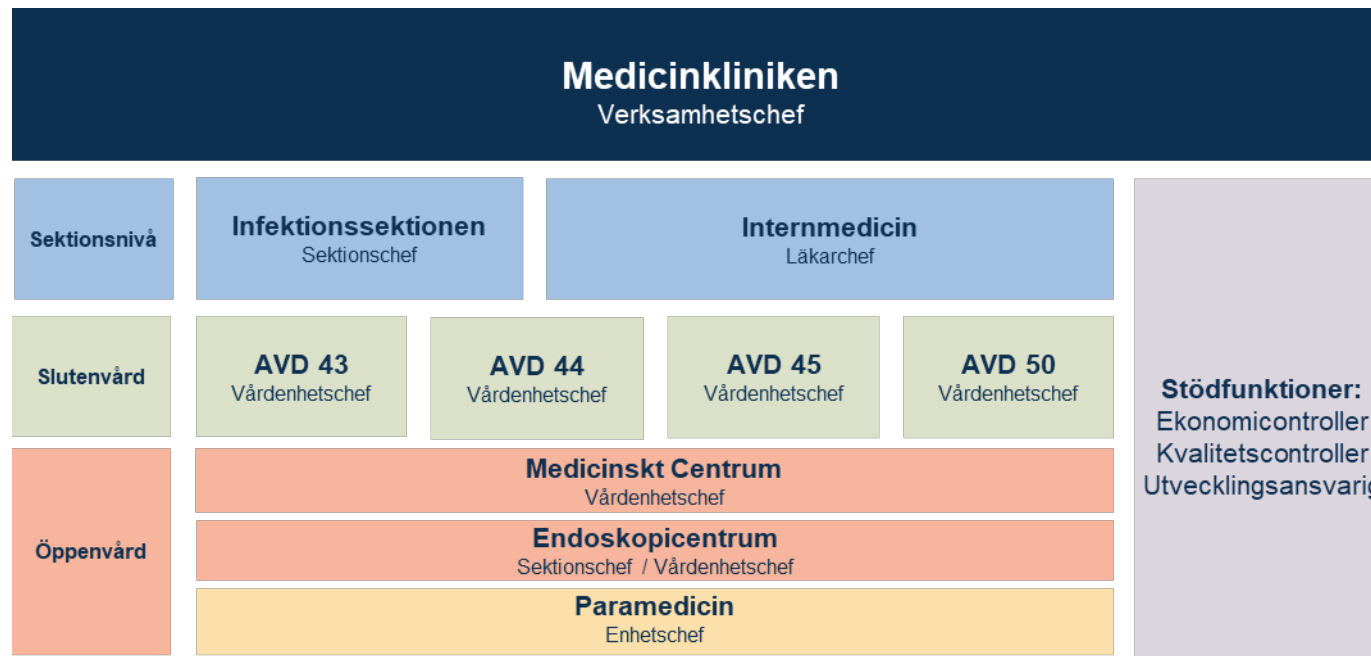 Medicinkliniken
Verksamhetschef
Sektionsnivå
Infektionssektionen
Sektionschef
Internmedicin
Läkarchef
Slutenvård
AVD 43
Vårdenhetschef
AVD 44
Vårdenhetschef
AVD 45
Vårdenhetschef
AVD 50
Vårdenhetschef
Stödfunktioner:
Ekonomicontroller
Kvalitetscontroller
Utvecklingsansvarig
Öppenvård
Medicinskt Centrum
Vårdenhetschef
Endoskopicentrum
Sektionschef / Vårdenhetschef
Paramedicin
Enhetschef